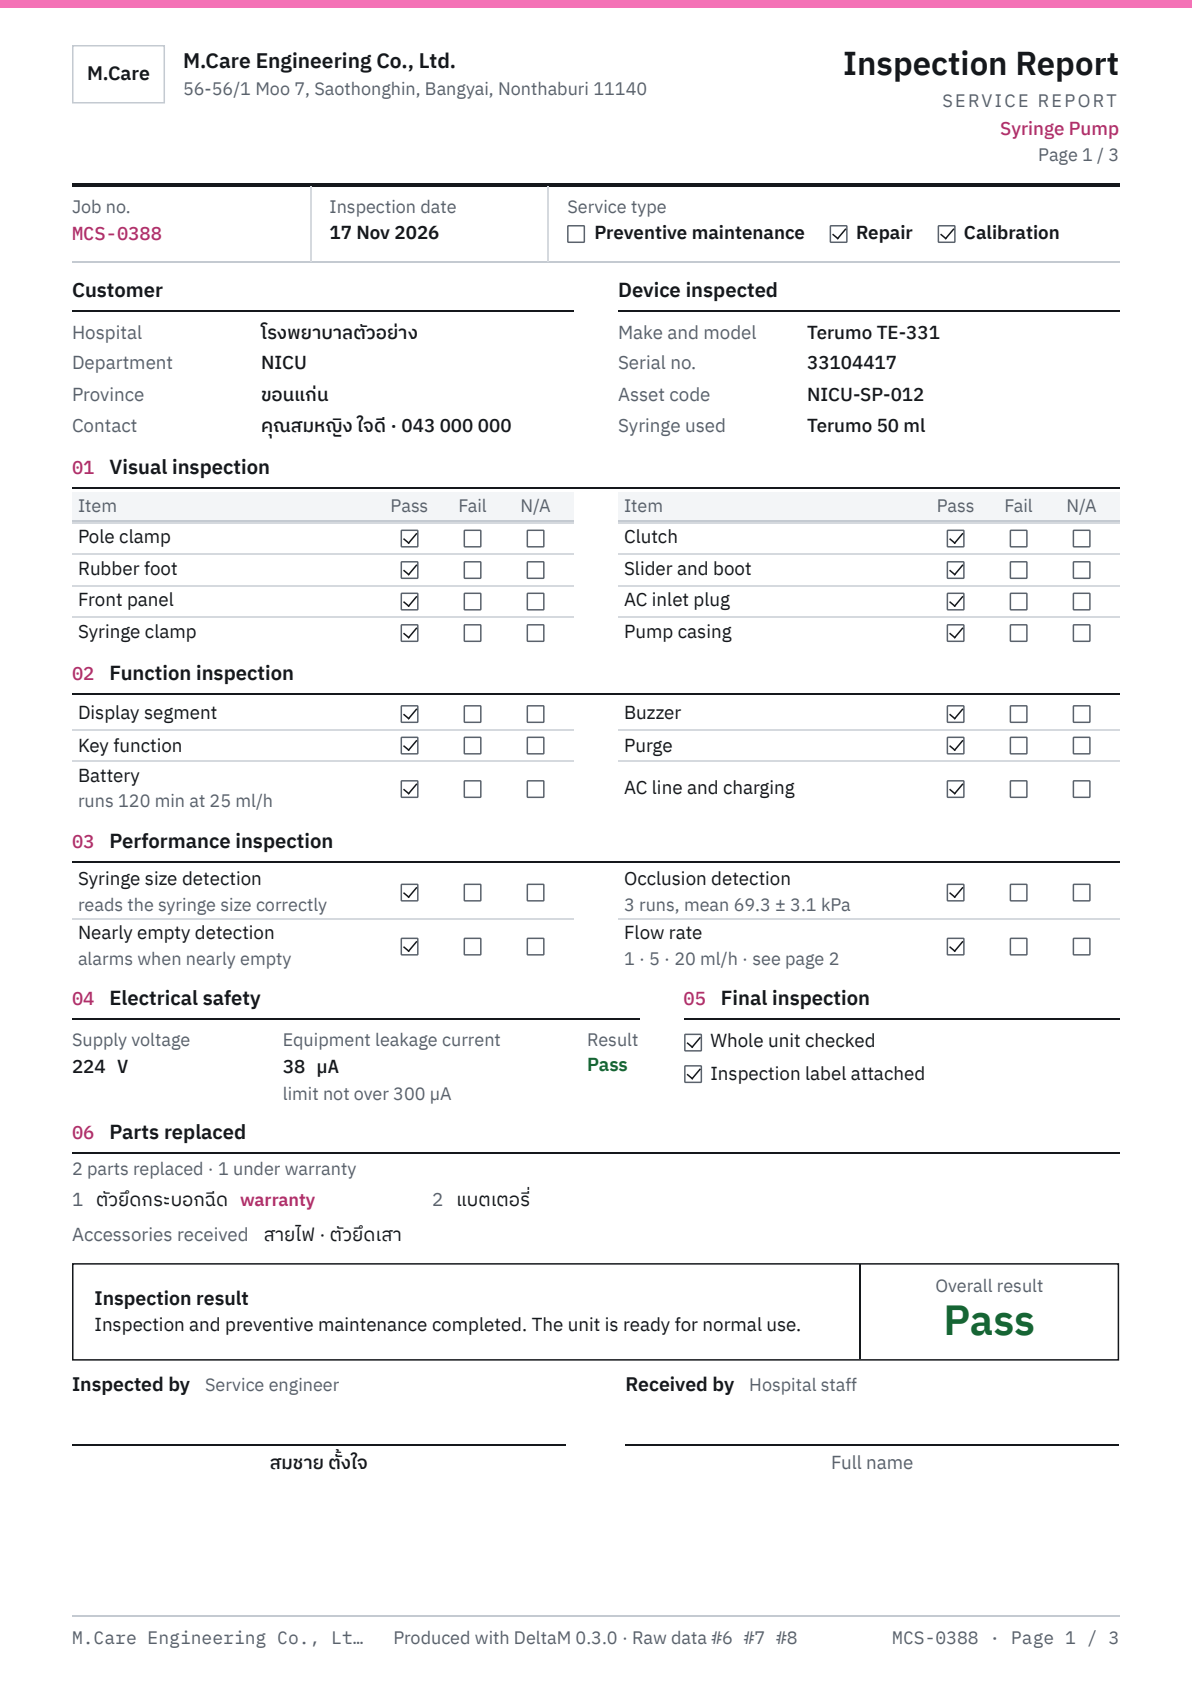 M.Care
M.Care Engineering Co., Ltd.
56-56/1 Moo 7, Saothonghin, Bangyai, Nonthaburi 11140
Inspection Report
SERVICE REPORT
Syringe Pump
Page 1 / 3
Job no.
MCS-0388
Inspection date
17 Nov 2026
Service type
☐ Preventive maintenance ☑ Repair ☑ Calibration
Customer
Hospital โรงพยาบาลตัวอย่าง
Department NICU
Province ขอนแก่น
Contact คุณสมหญิง ใจดี · 043 000 000
Device inspected
Make and model Terumo TE-331
Serial no. 33104417
Asset code NICU-SP-012
Syringe used Terumo 50 ml
01 Visual inspection
Item Pass Fail N/A
Pole clamp ☑ ☐ ☐
Rubber foot ☑ ☐ ☐
Front panel ☑ ☐ ☐
Syringe clamp ☑ ☐ ☐
Item Pass Fail N/A
Clutch ☑ ☐ ☐
Slider and boot ☑ ☐ ☐
AC inlet plug ☑ ☐ ☐
Pump casing ☑ ☐ ☐
02 Function inspection
Display segment ☑ ☐ ☐
Key function ☑ ☐ ☐
Battery ☑ ☐ ☐
runs 120 min at 25 ml/h
Buzzer ☑ ☐ ☐
Purge ☑ ☐ ☐
AC line and charging ☑ ☐ ☐
03 Performance inspection
Syringe size detection ☑ ☐ ☐
reads the syringe size correctly
Nearly empty detection ☑ ☐ ☐
alarms when nearly empty
Occlusion detection ☑ ☐ ☐
3 runs, mean 69.3 ± 3.1 kPa
Flow rate ☑ ☐ ☐
1 · 5 · 20 ml/h · see page 2
04 Electrical safety
Supply voltage
224 V
Equipment leakage current
38 µA
limit not over 300 µA
Result
Pass
05 Final inspection
☑ Whole unit checked
☑ Inspection label attached
06 Parts replaced
2 parts replaced · 1 under warranty
1 ตัวยึดกระบอกฉีด warranty 2 แบตเตอรี่
Accessories received สายไฟ · ตัวยึดเสา
Inspection result
Inspection and preventive maintenance completed. The unit is ready for normal use.
Overall result
Pass
Inspected by Service engineer
สมชาย ตั้งใจ
Received by Hospital staff
Full name
M.Care Engineering Co., Lt… Produced with DeltaM 0.3.0 · Raw data #6 #7 #8 MCS-0388 · Page 1 / 3